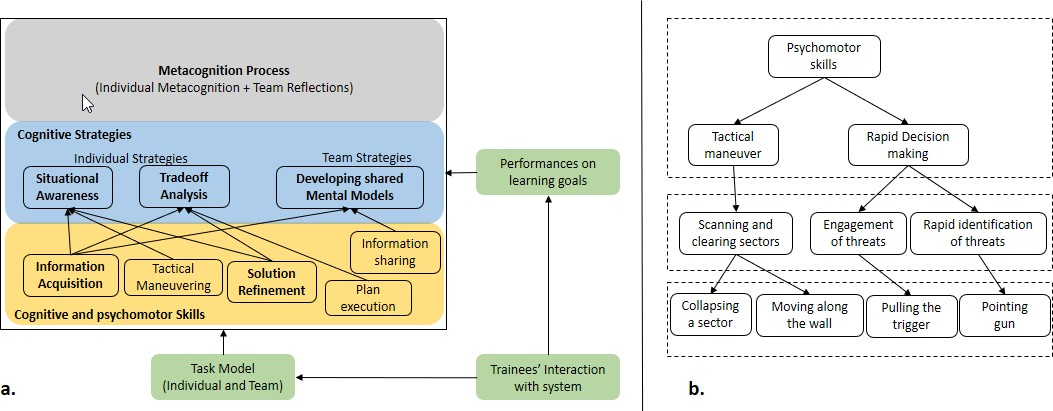 Metacognition Process
(Individual Metacognition + Team Reflections)
Cognitive Strategies
Individual Strategies
Team Strategies
Situational
Awareness
Tradeoff
Analysis
Developing shared
Mental Models
Performances on
learning goals
Information
sharing
Information
Acquisition
Tactical
Maneuvering
Solution
Refinement
Plan
execution
Cognitive and psychomotor Skills
Task Model
(Individual and Team)
Trainees’ Interaction
with system
a.
Psychomotor
skills
Tactical
maneuver
Rapid Decision
making
Scanning and
clearing sectors
Engagement
of threats
Rapid identification
of threats
Collapsing
a sector
Moving along
the wall
Pulling the
trigger
Pointing
gun
b.